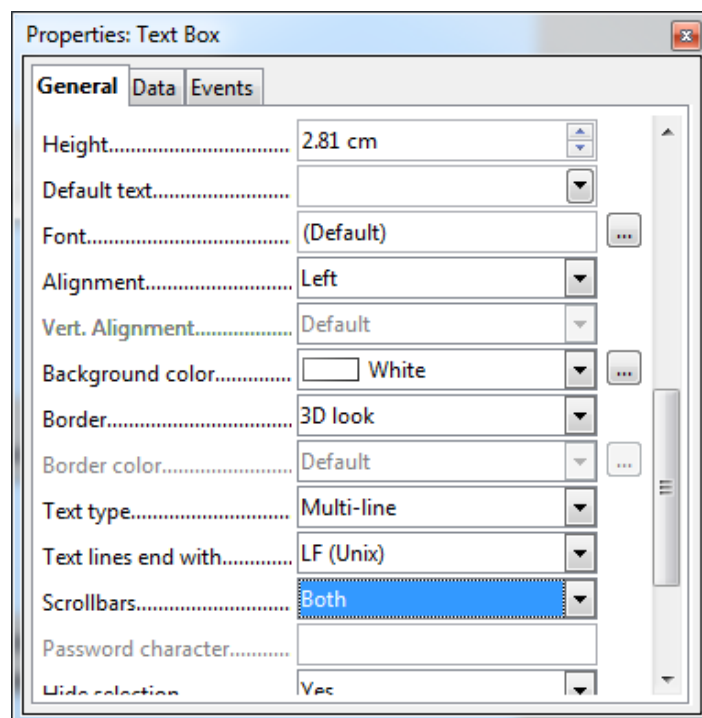 Properties: Text Box
General Data Events
Height................................ 2.81 cm
Default text........................
Font.................................... (Default) ...
Alignment.......................... Left
Vert. Alignment................. Default
Background color............. White ...
Border................................ 3D look
Border color....................... Default ...
Text type............................ Multi-line
Text lines end with............ LF (Unix)
Scrollbars........................... Both
Password character...........
Hide selection Yes